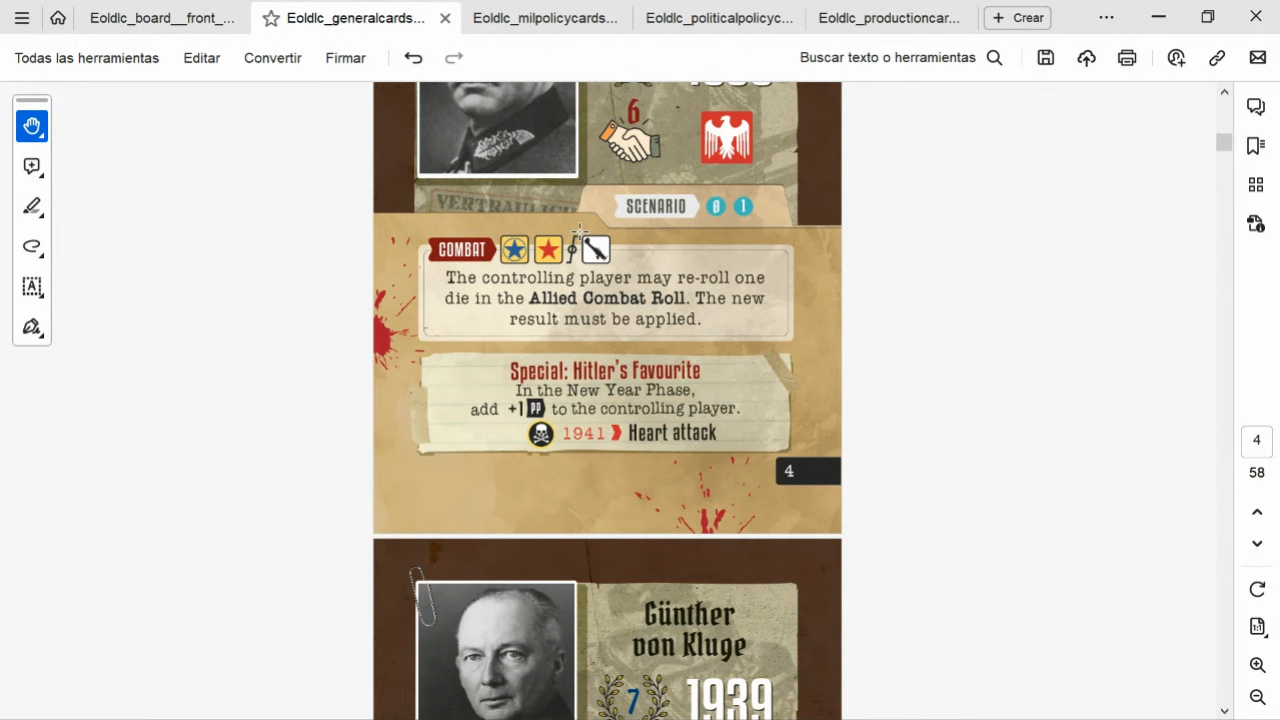 Eoldlc_board__front_...
Eoldlc_generalcards...
Eoldlc_milpolicycards...
Eoldlc_politicalpolicyc...
Eoldlc_productioncar...
Crear
Todas las herramientas
Editar
Convertir
Firmar
Buscar texto o herramientas
6
VERTRAULICH
SCENARIO 0 1
COMBAT
The controlling player may re-roll one
die in the Allied Combat Roll. The new
result must be applied.
Special: Hitler's Favourite
In the New Year Phase,
add +1 PP to the controlling player.
1941 Heart attack
4
Günther
von Kluge
7
1939
4
58